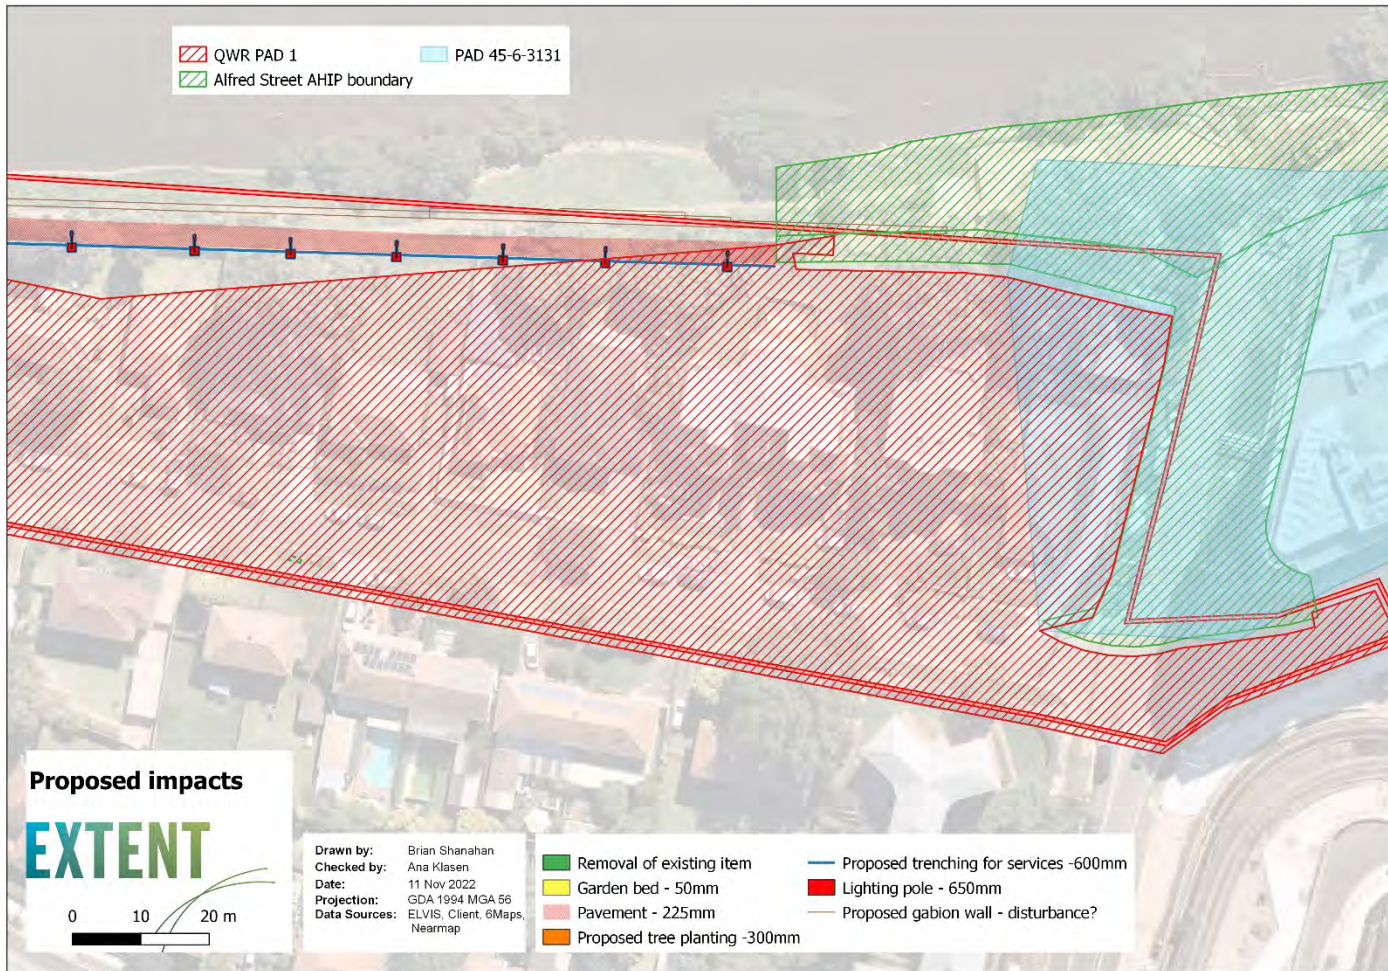 QWR PAD 1
PAD 45-6-3131
Alfred Street AHIP boundary
Proposed impacts
EXTENT
0 10 20 m
Drawn by: Brian Shanahan
Checked by: Ana Klasen
Date: 11 Nov 2022
Projection: GDA 1994 MGA 56
Data Sources: ELVIS, Client, 6Maps,
Nearmap
Removal of existing item
Garden bed - 50mm
Pavement - 225mm
Proposed tree planting -300mm
Proposed trenching for services -600mm
Lighting pole - 650mm
Proposed gabion wall - disturbance?